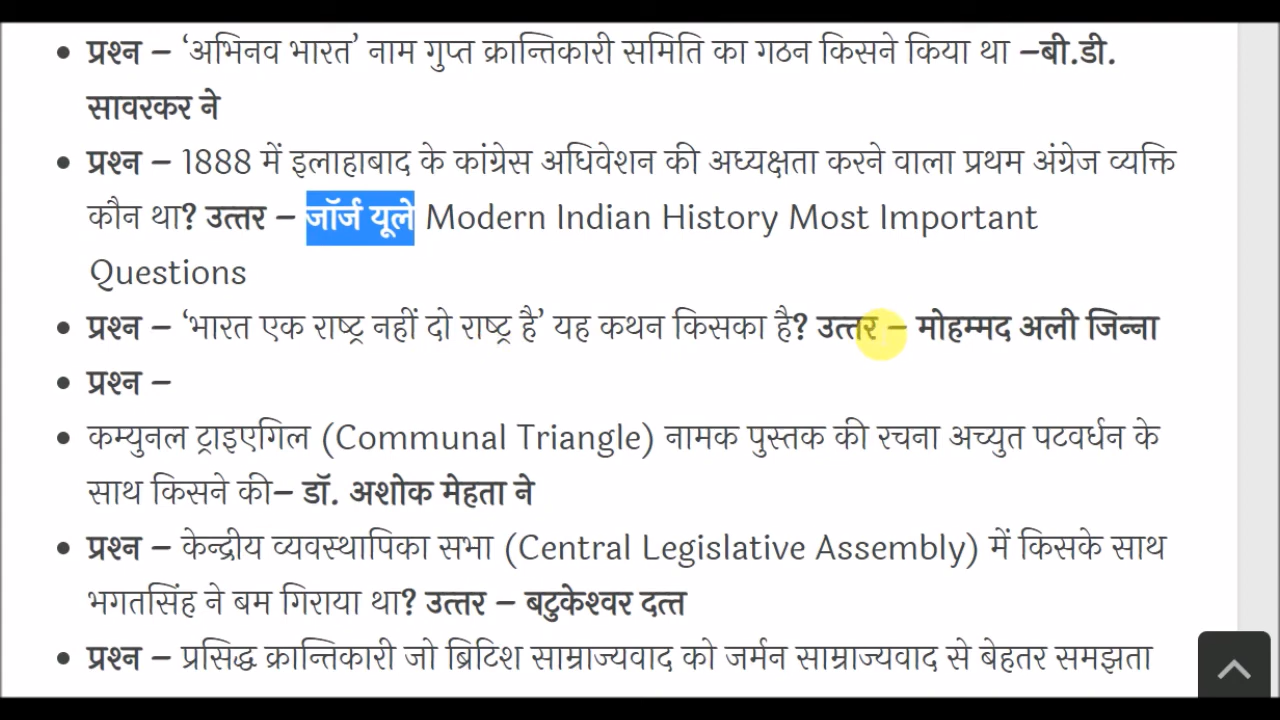 • प्रश्न – ‘अभिनव भारत’ नाम गुप्त क्रान्तिकारी समिति का गठन किसने किया था –बी.डी.
सावरकर ने
• प्रश्न – 1888 में इलाहाबाद के कांग्रेस अधिवेशन की अध्यक्षता करने वाला प्रथम अंग्रेज व्यक्ति
कौन था? उत्तर – जॉर्ज यूले Modern Indian History Most Important
Questions
• प्रश्न – ‘भारत एक राष्ट्र नहीं दो राष्ट्र है’ यह कथन किसका है? उत्तर – मोहम्मद अली जिन्ना
• प्रश्न –
• कम्युनल ट्राइएगिल (Communal Triangle) नामक पुस्तक की रचना अच्युत पटवर्धन के
साथ किसने की– डॉ. अशोक मेहता ने
• प्रश्न – केन्द्रीय व्यवस्थापिका सभा (Central Legislative Assembly) में किसके साथ
भगतसिंह ने बम गिराया था? उत्तर – बटुकेश्वर दत्त
• प्रश्न – प्रसिद्ध क्रान्तिकारी जो ब्रिटिश साम्राज्यवाद को जर्मन साम्राज्यवाद से बेहतर समझता